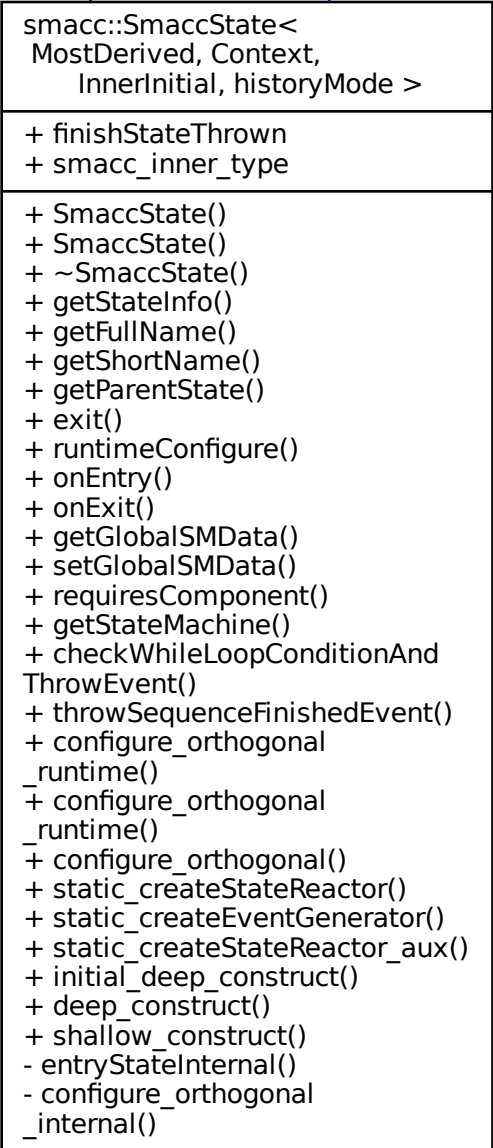 smacc::SmaccState<
MostDerived, Context,
InnerInitial, historyMode >
+ finishStateThrown
+ smacc_inner_type
+ SmaccState()
+ SmaccState()
+ ~SmaccState()
+ getStateInfo()
+ getFullName()
+ getShortName()
+ getParentState()
+ exit()
+ runtimeConfigure()
+ onEntry()
+ onExit()
+ getGlobalSMData()
+ setGlobalSMData()
+ requiresComponent()
+ getStateMachine()
+ checkWhileLoopConditionAnd
ThrowEvent()
+ throwSequenceFinishedEvent()
+ configure_orthogonal
_runtime()
+ configure_orthogonal
_runtime()
+ configure_orthogonal()
+ static_createStateReactor()
+ static_createEventGenerator()
+ static_createStateReactor_aux()
+ initial_deep_construct()
+ deep_construct()
+ shallow_construct()
- entryStateInternal()
- configure_orthogonal
_internal()